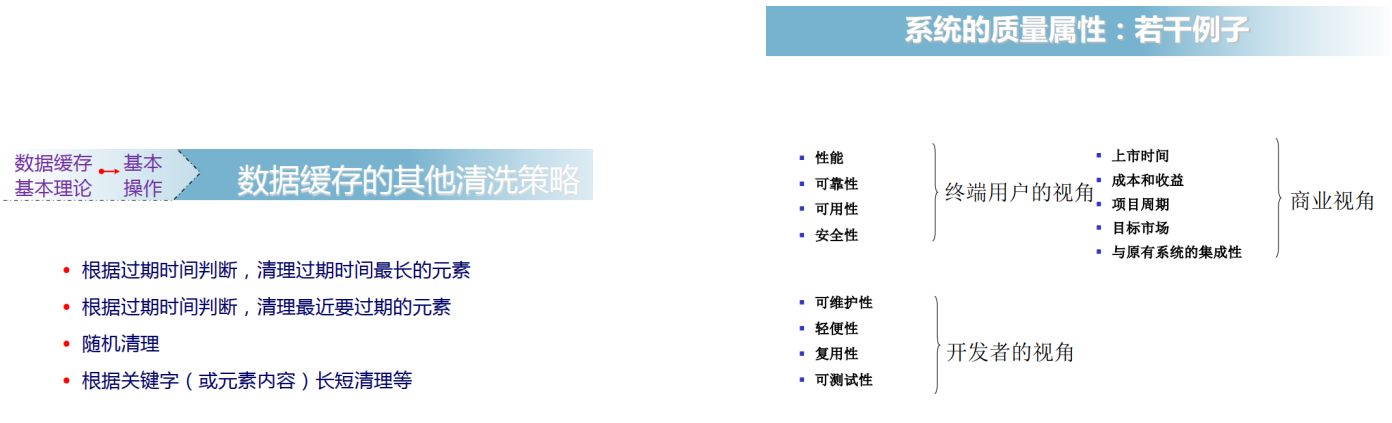 数据缓存 基本
基本理论 操作
数据缓存的其他清洗策略
根据过期时间判断，清理过期时间最长的元素
根据过期时间判断，清理最近要过期的元素
随机清理
根据关键字（或元素内容）长短清理等
系统的质量属性：若干例子
性能
可靠性
可用性
安全性
终端用户的视角
上市时间
成本和收益
项目周期
目标市场
与原有系统的集成性
商业视角
可维护性
轻便性
复用性
可测试性
开发者的视角